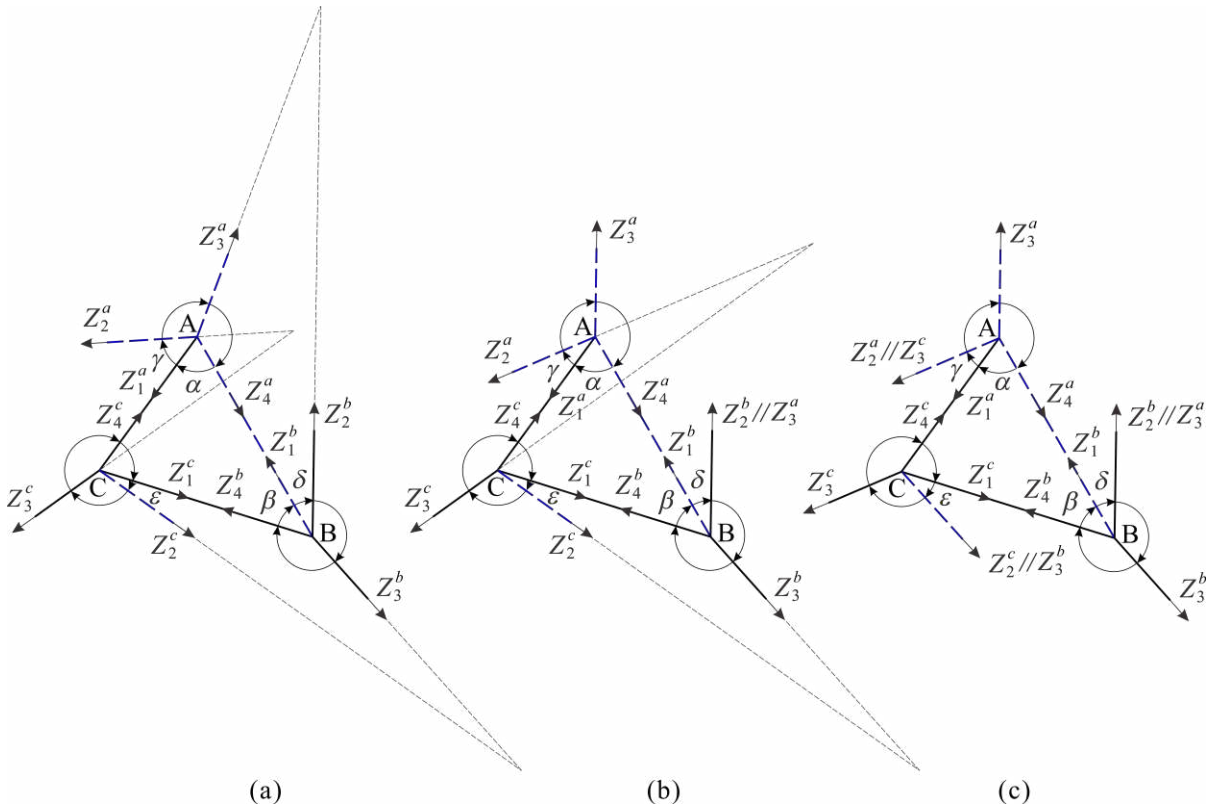 Z_3^a
A
Z_2^a
γ
α
Z_1^a
Z_4^a
Z_4^c
Z_2^b
Z_1^b
δ
C
Z_1^c
Z_4^b
β
B
Z_3^c
ε
Z_2^c
Z_3^b
(a)
Z_3^a
A
Z_2^a
γ
α
Z_1^a
Z_4^a
Z_4^c
Z_2^b//Z_3^a
Z_1^b
δ
C
Z_1^c
Z_4^b
β
B
Z_3^c
ε
Z_2^c
Z_3^b
(b)
Z_3^a
A
Z_2^a//Z_3^c
γ
α
Z_1^a
Z_4^a
Z_4^c
Z_2^b//Z_3^a
Z_1^b
δ
C
Z_1^c
Z_4^b
β
B
Z_3^c
ε
Z_2^c//Z_3^b
Z_3^b
(c)